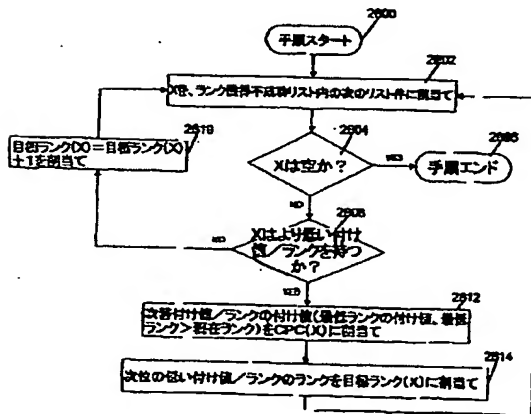 2600
手順スタート
2602
Xを、ランク獲得不成功リスト内の次のリスト件に割当て
2610
目標ランク(X)=目標ランク(X)
+1を割当て
2604
Xは空か?
YES
2606
手順エンド
NO
2608
Xはより低い付け
値/ランクを持つ
か?
NO
YES
2612
次善付け値/ランクの付け値(最低ランクの付け値、最低
ランク>現在ランク)をCPC(X)に割当て
2614
次位の低い付け値/ランクのランクを目標ランク(X)に割当て